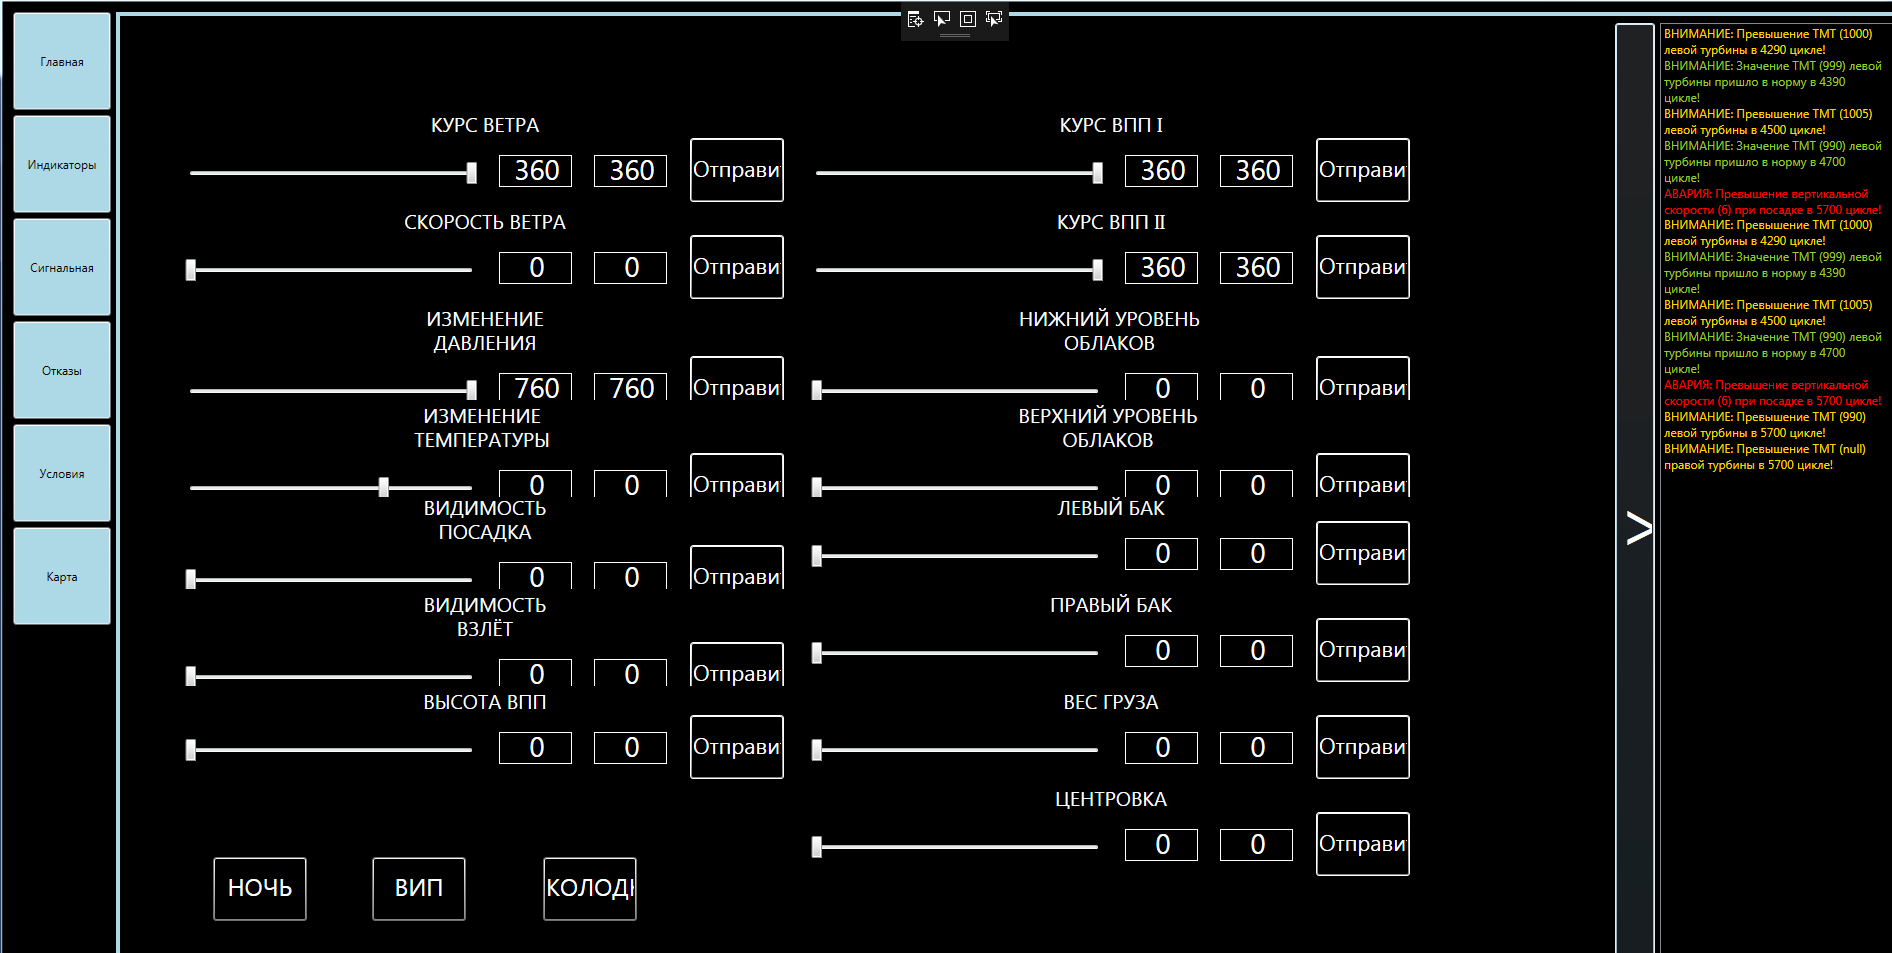 Главная
Индикаторы
Сигнальная
Отказы
Условия
Карта
КУРС ВЕТРА
360 360 Отправи
СКОРОСТЬ ВЕТРА
0 0 Отправи
ИЗМЕНЕНИЕ
ДАВЛЕНИЯ
760 760 Отправи
ИЗМЕНЕНИЕ
ТЕМПЕРАТУРЫ
0 0 Отправи
ВИДИМОСТЬ
ПОСАДКА
0 0 Отправи
ВИДИМОСТЬ
ВЗЛЁТ
0 0 Отправи
ВЫСОТА ВПП
0 0 Отправи
НОЧЬ
ВИП
КОЛОДК
КУРС ВПП I
360 360 Отправи
КУРС ВПП II
360 360 Отправи
НИЖНИЙ УРОВЕНЬ
ОБЛАКОВ
0 0 Отправи
ВЕРХНИЙ УРОВЕНЬ
ОБЛАКОВ
0 0 Отправи
ЛЕВЫЙ БАК
0 0 Отправи
ПРАВЫЙ БАК
0 0 Отправи
ВЕС ГРУЗА
0 0 Отправи
ЦЕНТРОВКА
0 0 Отправи
>
ВНИМАНИЕ: Превышение ТМТ (1000)
левой турбины в 4290 цикле!
ВНИМАНИЕ: Значение ТМТ (999) левой
турбины пришло в норму в 4390
цикле!
ВНИМАНИЕ: Превышение ТМТ (1005)
левой турбины в 4500 цикле!
ВНИМАНИЕ: Значение ТМТ (990) левой
турбины пришло в норму в 4700
цикле!
АВАРИЯ: Превышение вертикальной
скорости (6) при посадке в 5700 цикле!
ВНИМАНИЕ: Превышение ТМТ (1000)
левой турбины в 4290 цикле!
ВНИМАНИЕ: Значение ТМТ (999) левой
турбины пришло в норму в 4390
цикле!
ВНИМАНИЕ: Превышение ТМТ (1005)
левой турбины в 4500 цикле!
ВНИМАНИЕ: Значение ТМТ (990) левой
турбины пришло в норму в 4700
цикле!
АВАРИЯ: Превышение вертикальной
скорости (6) при посадке в 5700 цикле!
ВНИМАНИЕ: Превышение ТМТ (990)
левой турбины в 5700 цикле!
ВНИМАНИЕ: Превышение ТМТ (null)
правой турбины в 5700 цикле!